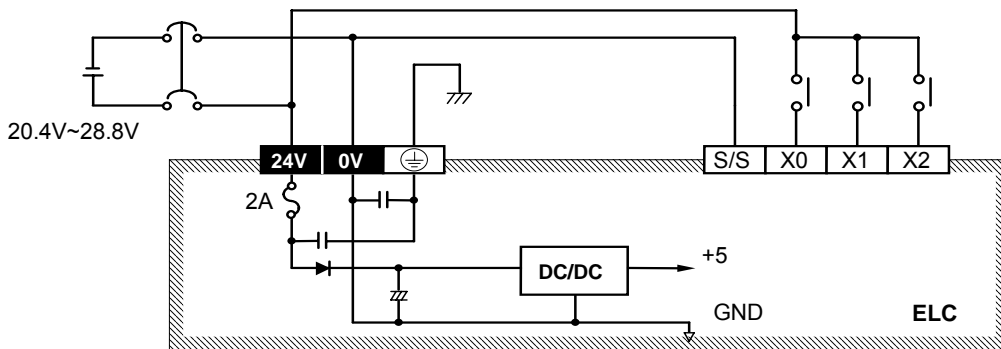 20.4V~28.8V
24V 0V S/S X0 X1 X2
2A
DC/DC +5
GND ELC